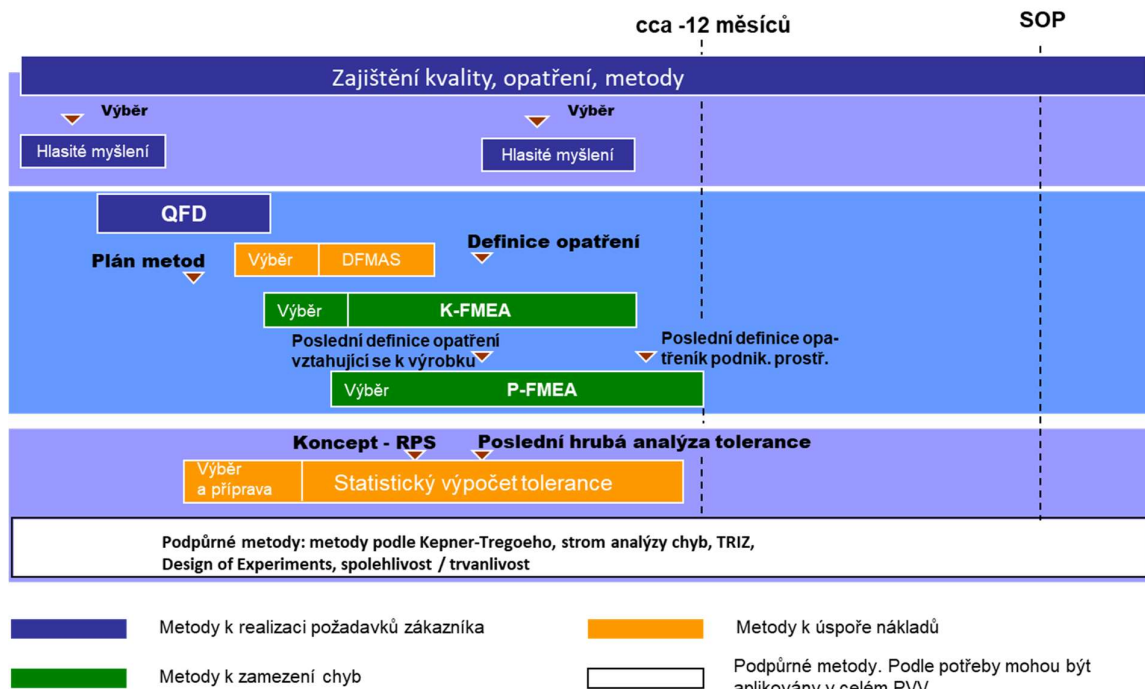 cca -12 měsíců
SOP
Zajištění kvality, opatření, metody
Výběr
Výběr
Hlasité myšlení
Hlasité myšlení
QFD
Definice opatření
Plán metod
Výběr
DFMAS
Výběr
K-FMEA
Poslední definice opatření
vztahující se k výrobku
Poslední definice opa-
třeník podnik. prostř.
Výběr
P-FMEA
Koncept - RPS
Poslední hrubá analýza tolerance
Výběr
a příprava
Statistický výpočet tolerance
Podpůrné metody: metody podle Kepner-Tregoeho, strom analýzy chyb, TRIZ,
Design of Experiments, spolehlivost / trvanlivost
Metody k realizaci požadavků zákazníka
Metody k úspoře nákladů
Metody k zamezení chyb
Podpůrné metody. Podle potřeby mohou být
aplikovány v celém PVV